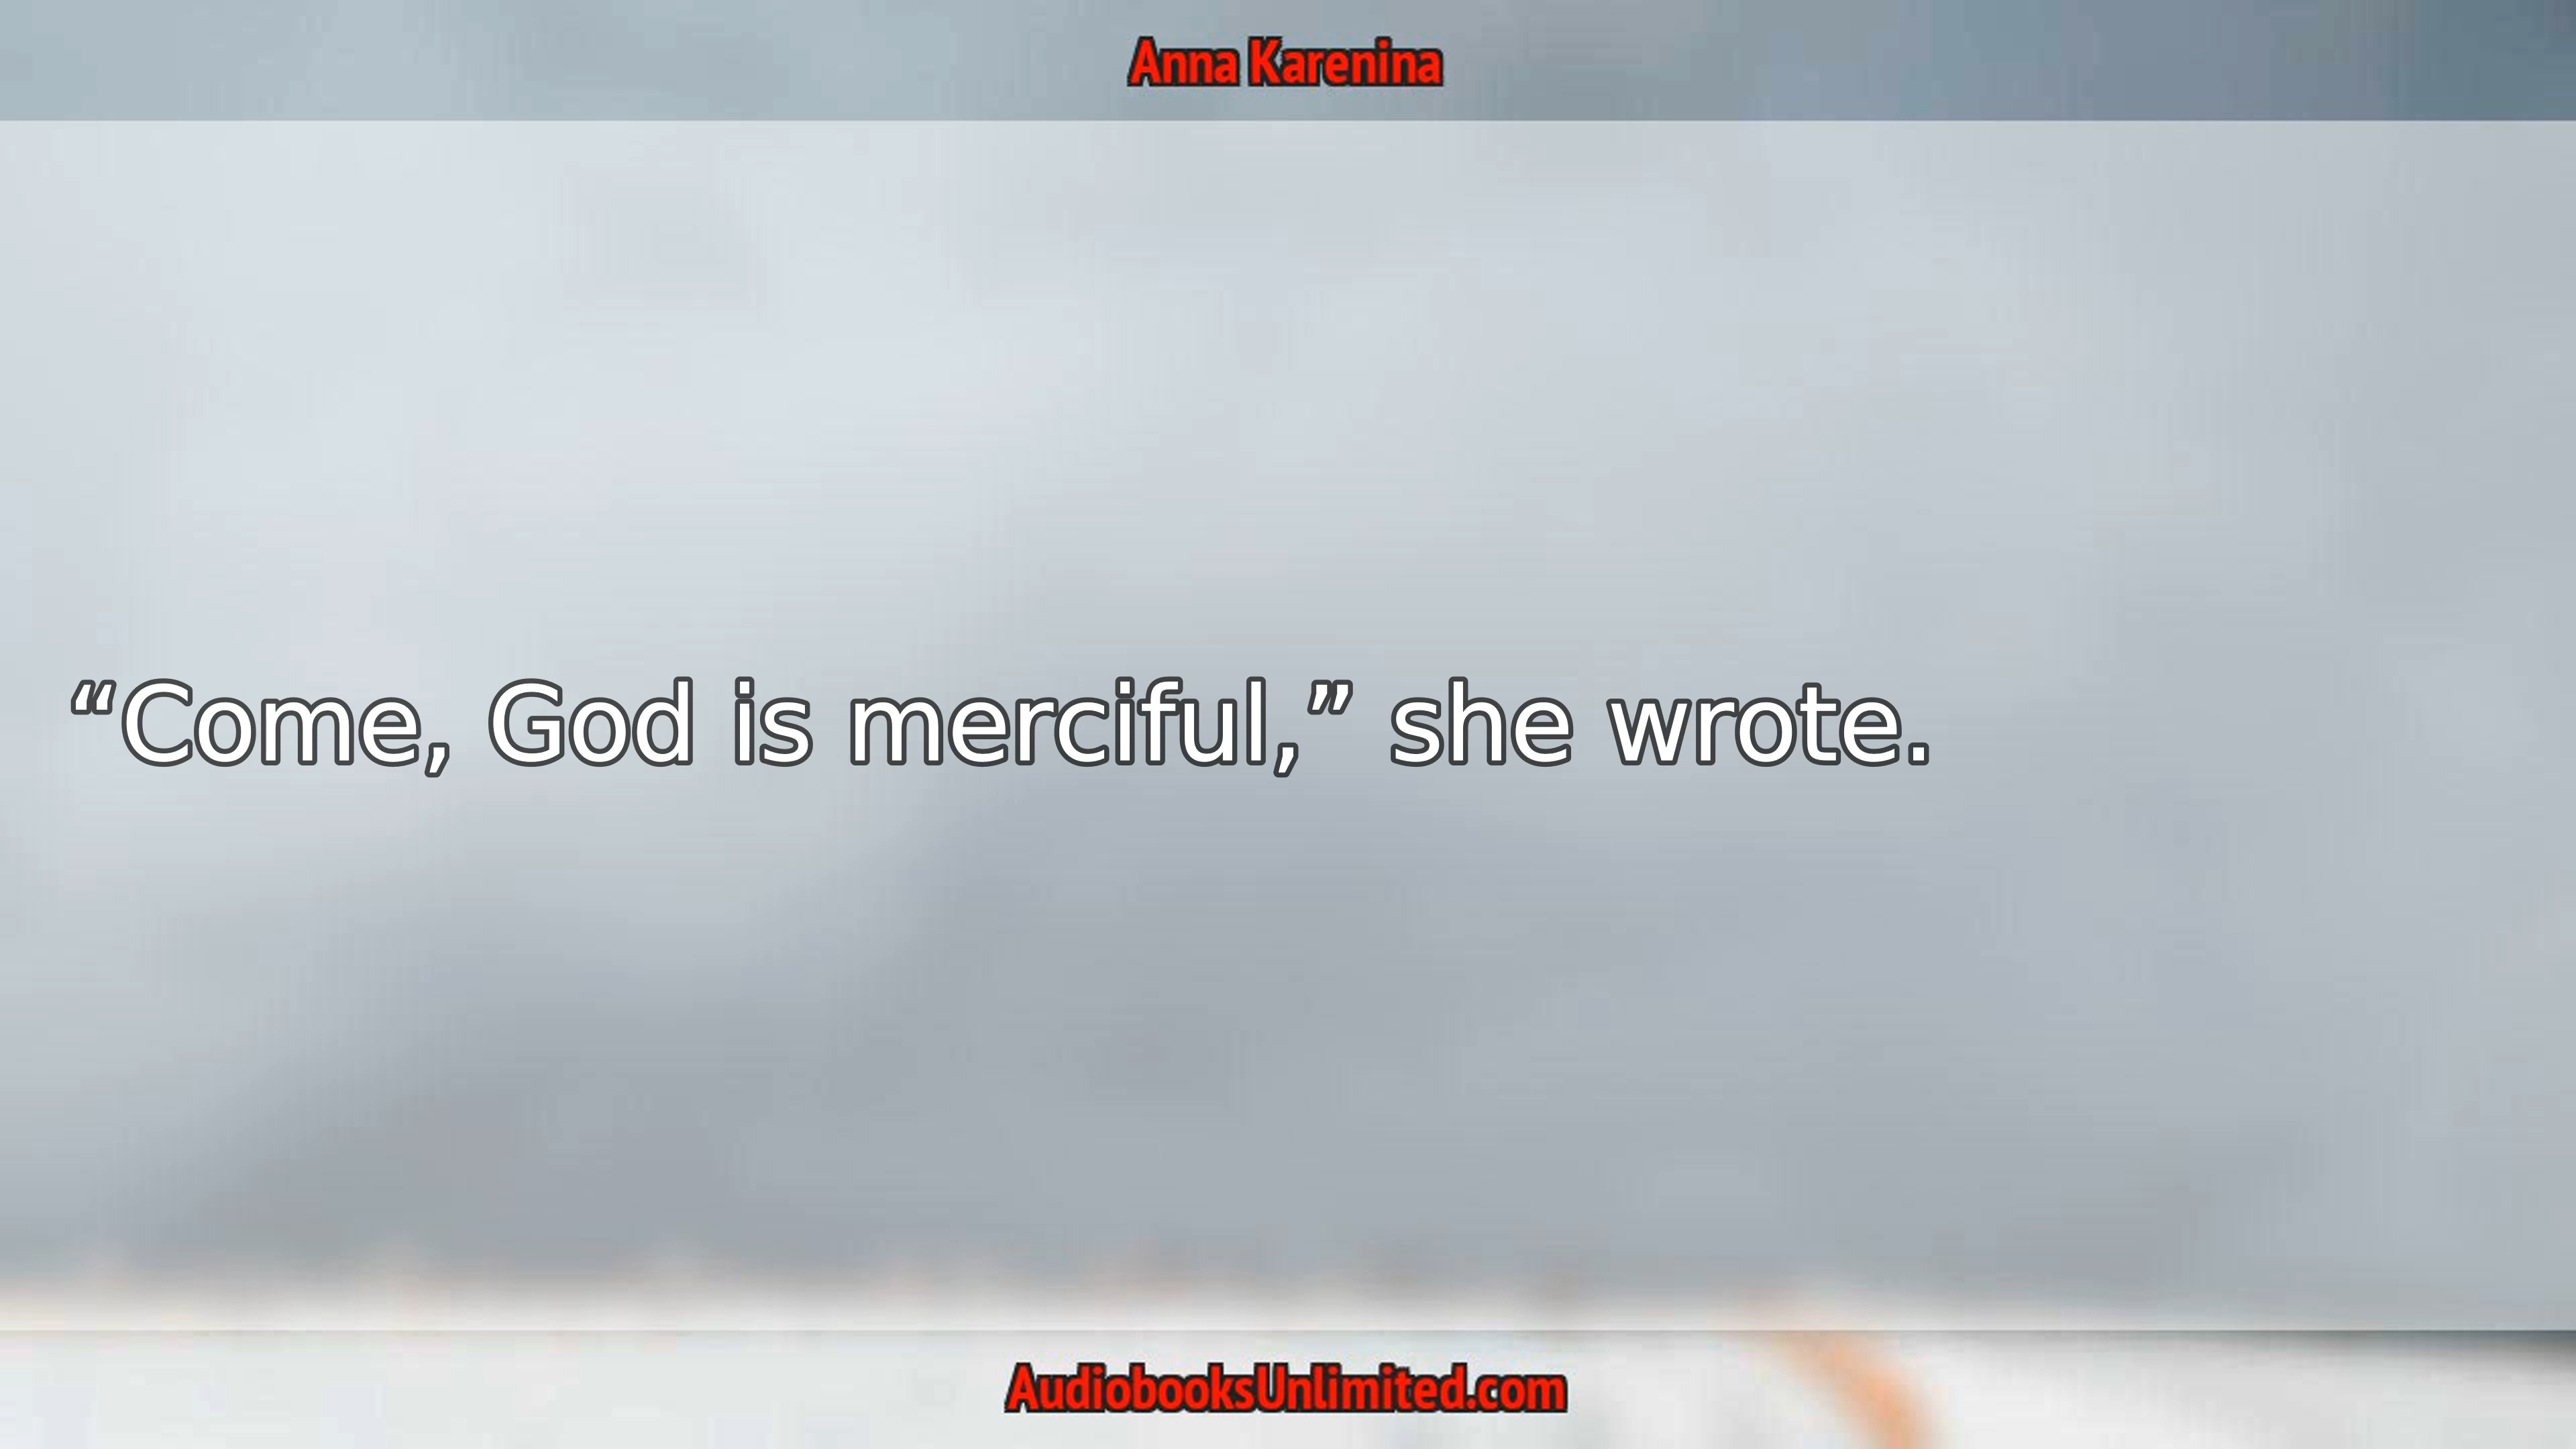 Anna Karenina
“Come, God is merciful,” she wrote.
AudiobooksUnlimited.com